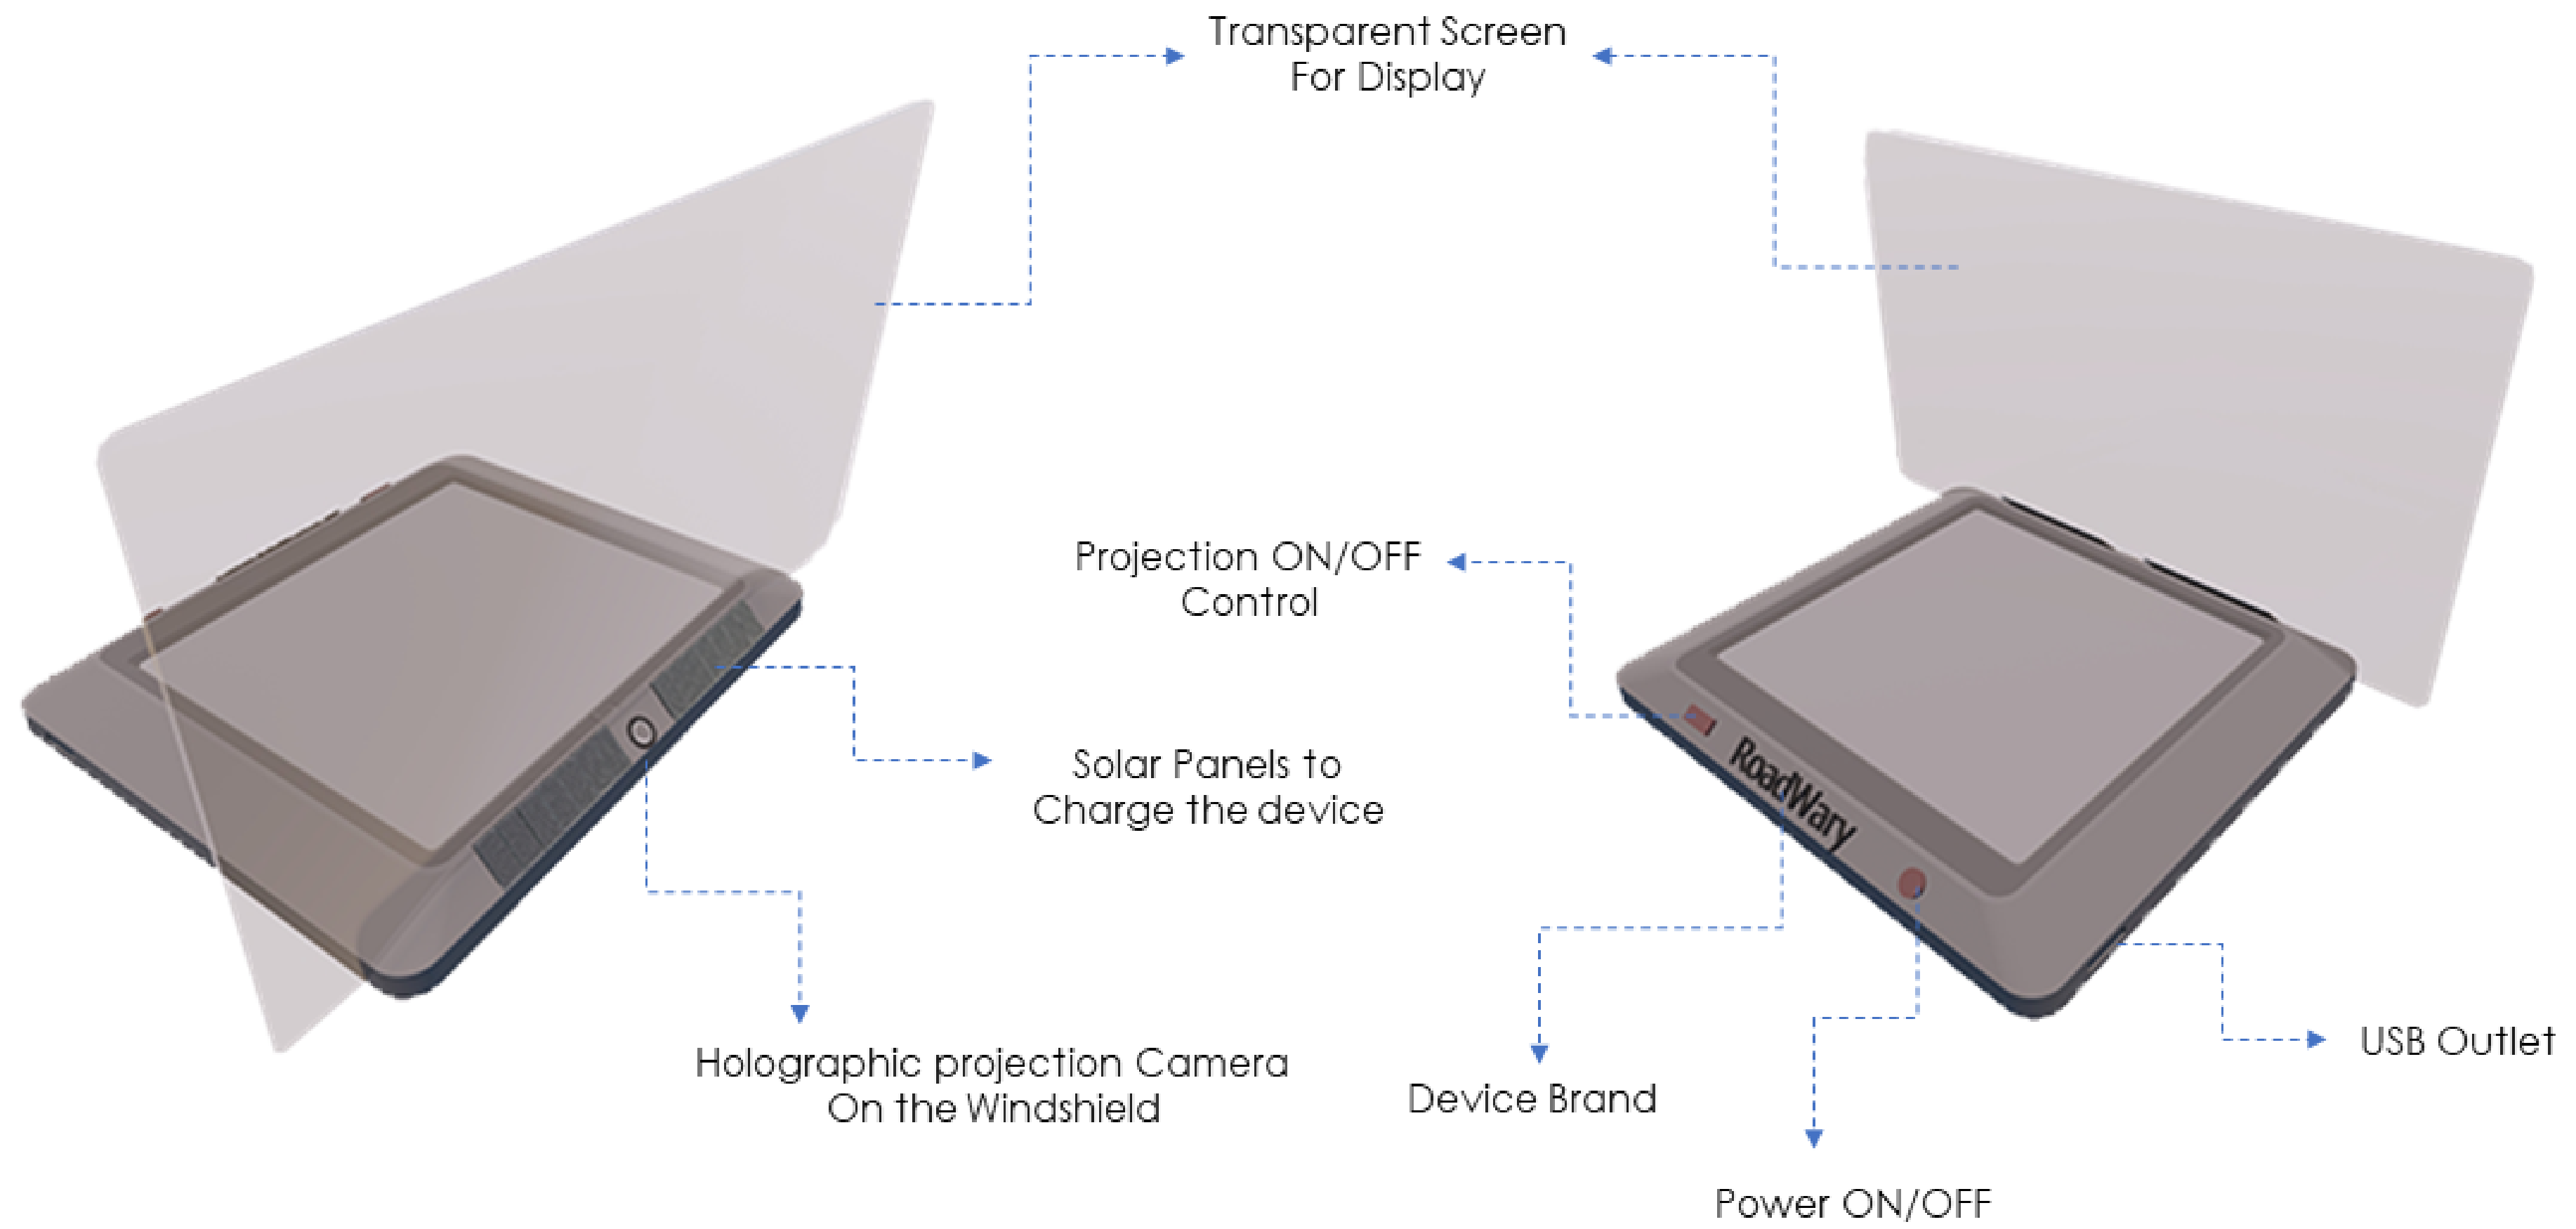 Transparent Screen
For Display
Projection ON/OFF
Control
Solar Panels to
Charge the device
RoadWary
Holographic projection Camera
On the Windshield
Device Brand
USB Outlet
Power ON/OFF